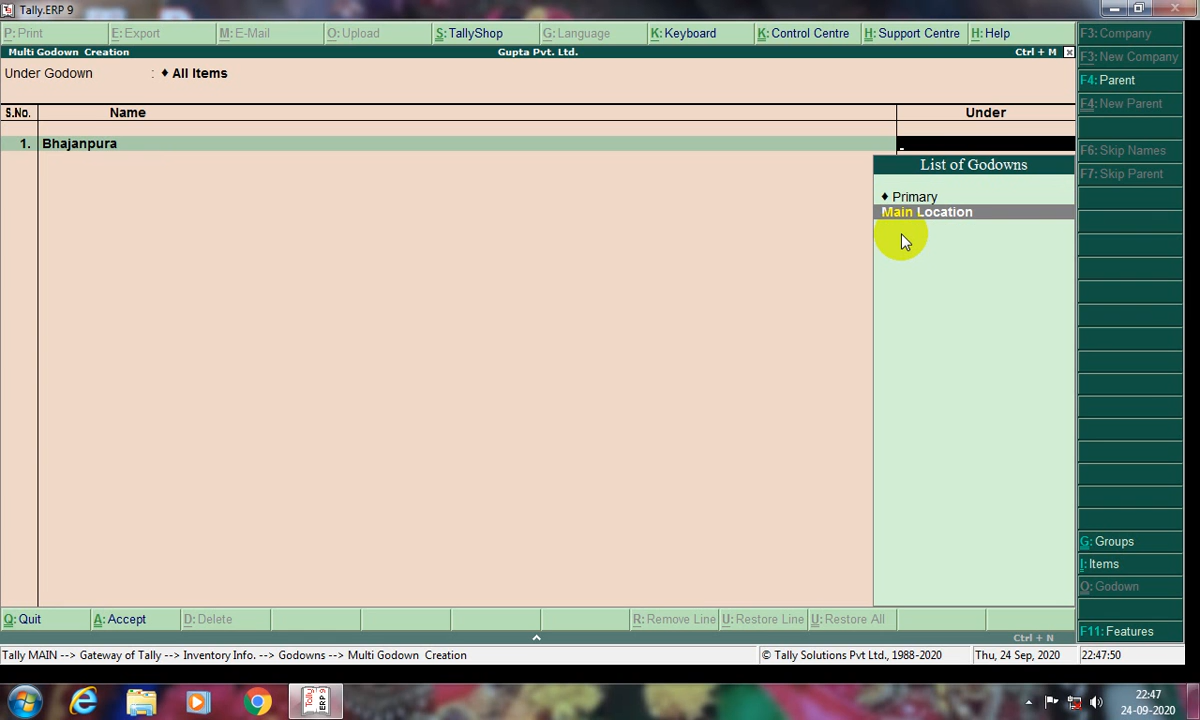 Tally.ERP 9
P: Print E: Export M: E-Mail O: Upload S: TallyShop G: Language K: Keyboard K: Control Centre H: Support Centre H: Help
Multi Godown Creation Gupta Pvt. Ltd. Ctrl + M
Under Godown : ♦ All Items
S.No. Name Under
1. Bhajanpura
List of Godowns
♦ Primary
Main Location
F3: Company
F3: New Company
F4: Parent
F4: New Parent
F6: Skip Names
F7: Skip Parent
G: Groups
I: Items
O: Godown
F11: Features
Q: Quit A: Accept D: Delete R: Remove Line U: Restore Line U: Restore All
Ctrl + N
Tally MAIN --> Gateway of Tally --> Inventory Info. --> Godowns --> Multi Godown Creation © Tally Solutions Pvt Ltd., 1988-2020 Thu, 24 Sep, 2020 22:47:50
Tally
ERP 9
22:47
24-09-2020